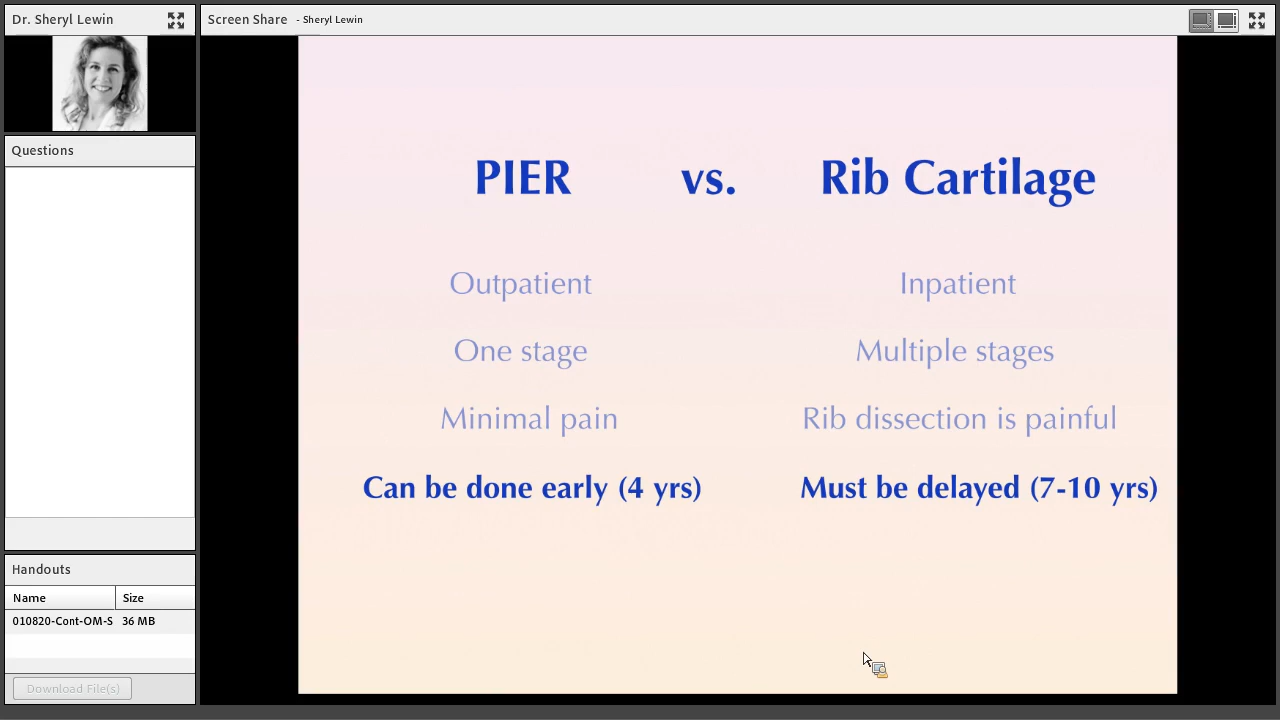 Dr. Sheryl Lewin
Screen Share - Sheryl Lewin
Questions
PIER vs. Rib Cartilage
Outpatient Inpatient
One stage Multiple stages
Minimal pain Rib dissection is painful
Can be done early (4 yrs) Must be delayed (7-10 yrs)
Handouts
Name Size
010820-Cont-OM-S 36 MB
Download File(s)